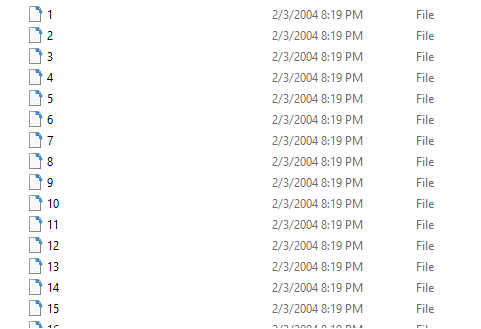 1 2/3/2004 8:19 PM File
2 2/3/2004 8:19 PM File
3 2/3/2004 8:19 PM File
4 2/3/2004 8:19 PM File
5 2/3/2004 8:19 PM File
6 2/3/2004 8:19 PM File
7 2/3/2004 8:19 PM File
8 2/3/2004 8:19 PM File
9 2/3/2004 8:19 PM File
10 2/3/2004 8:19 PM File
11 2/3/2004 8:19 PM File
12 2/3/2004 8:19 PM File
13 2/3/2004 8:19 PM File
14 2/3/2004 8:19 PM File
15 2/3/2004 8:19 PM File